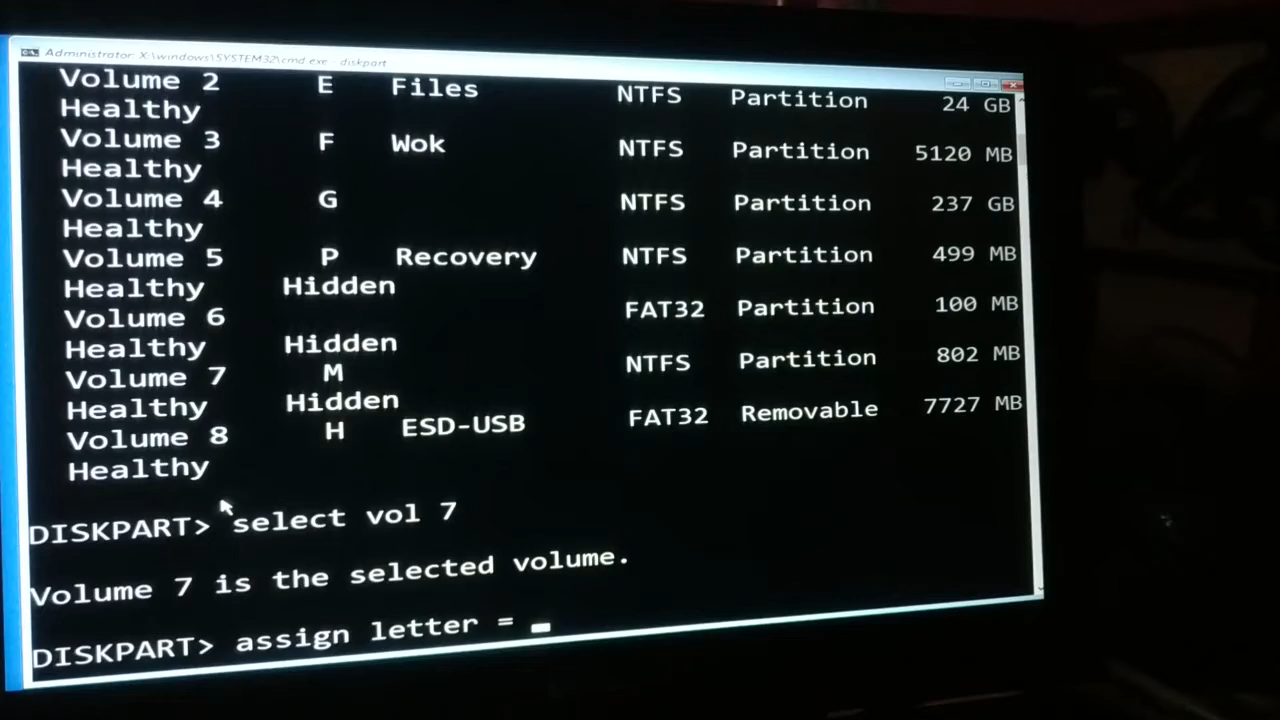 Administrator: X:\windows\SYSTEM32\cmd.exe - diskpart
Volume 2 E Files NTFS Partition 24 GB
Healthy
Volume 3 F Wok NTFS Partition 5120 MB
Healthy
Volume 4 G NTFS Partition 237 GB
Healthy
Volume 5 P Recovery NTFS Partition 499 MB
Healthy Hidden
Volume 6 FAT32 Partition 100 MB
Healthy Hidden
Volume 7 M NTFS Partition 802 MB
Healthy Hidden
Volume 8 H ESD-USB FAT32 Removable 7727 MB
Healthy
DISKPART> select vol 7
Volume 7 is the selected volume.
DISKPART> assign letter = _